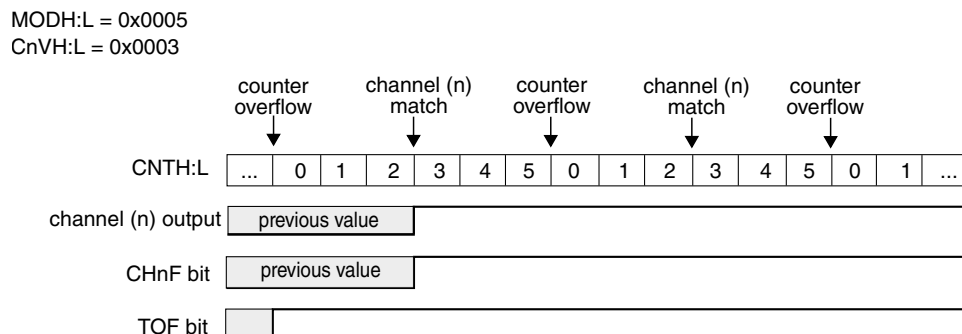 MODH:L = 0x0005
CnVH:L = 0x0003
counter overflow
channel (n) match
counter overflow
channel (n) match
counter overflow
CNTH:L ... 0 1 2 3 4 5 0 1 2 3 4 5 0 1 ...
channel (n) output previous value
CHnF bit previous value
TOF bit